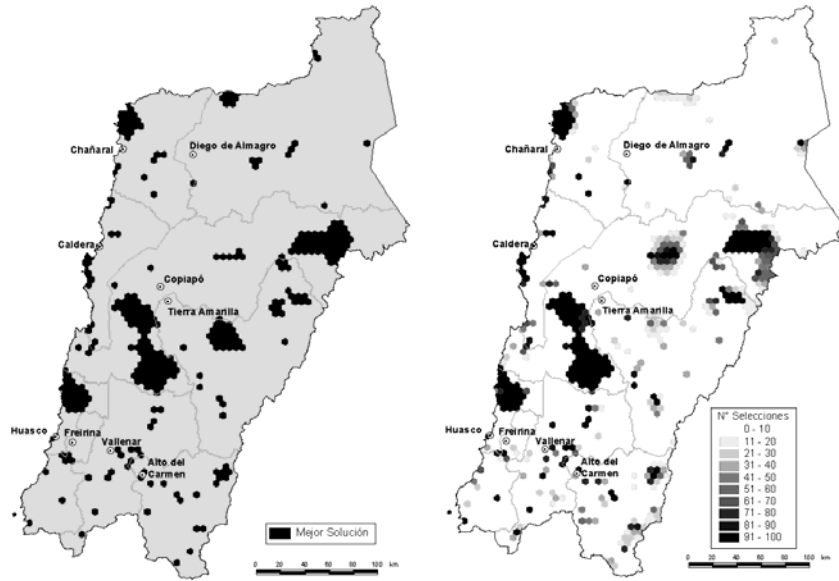 Chañaral
Diego de Almagro
Caldera
Copiapó
Tierra Amarilla
Huasco
Freirina
Vallenar
Alto del
Carmen
Mejor Solución
km
0 20 40 60 80 100
Chañaral
Diego de Almagro
Caldera
Copiapó
Tierra Amarilla
Huasco
Freirina
Vallenar
Alto del
Carmen
N° Selecciones
0 - 10
11 - 20
21 - 30
31 - 40
41 - 50
51 - 60
61 - 70
71 - 80
81 - 90
91 - 100
km
0 20 40 60 80 100